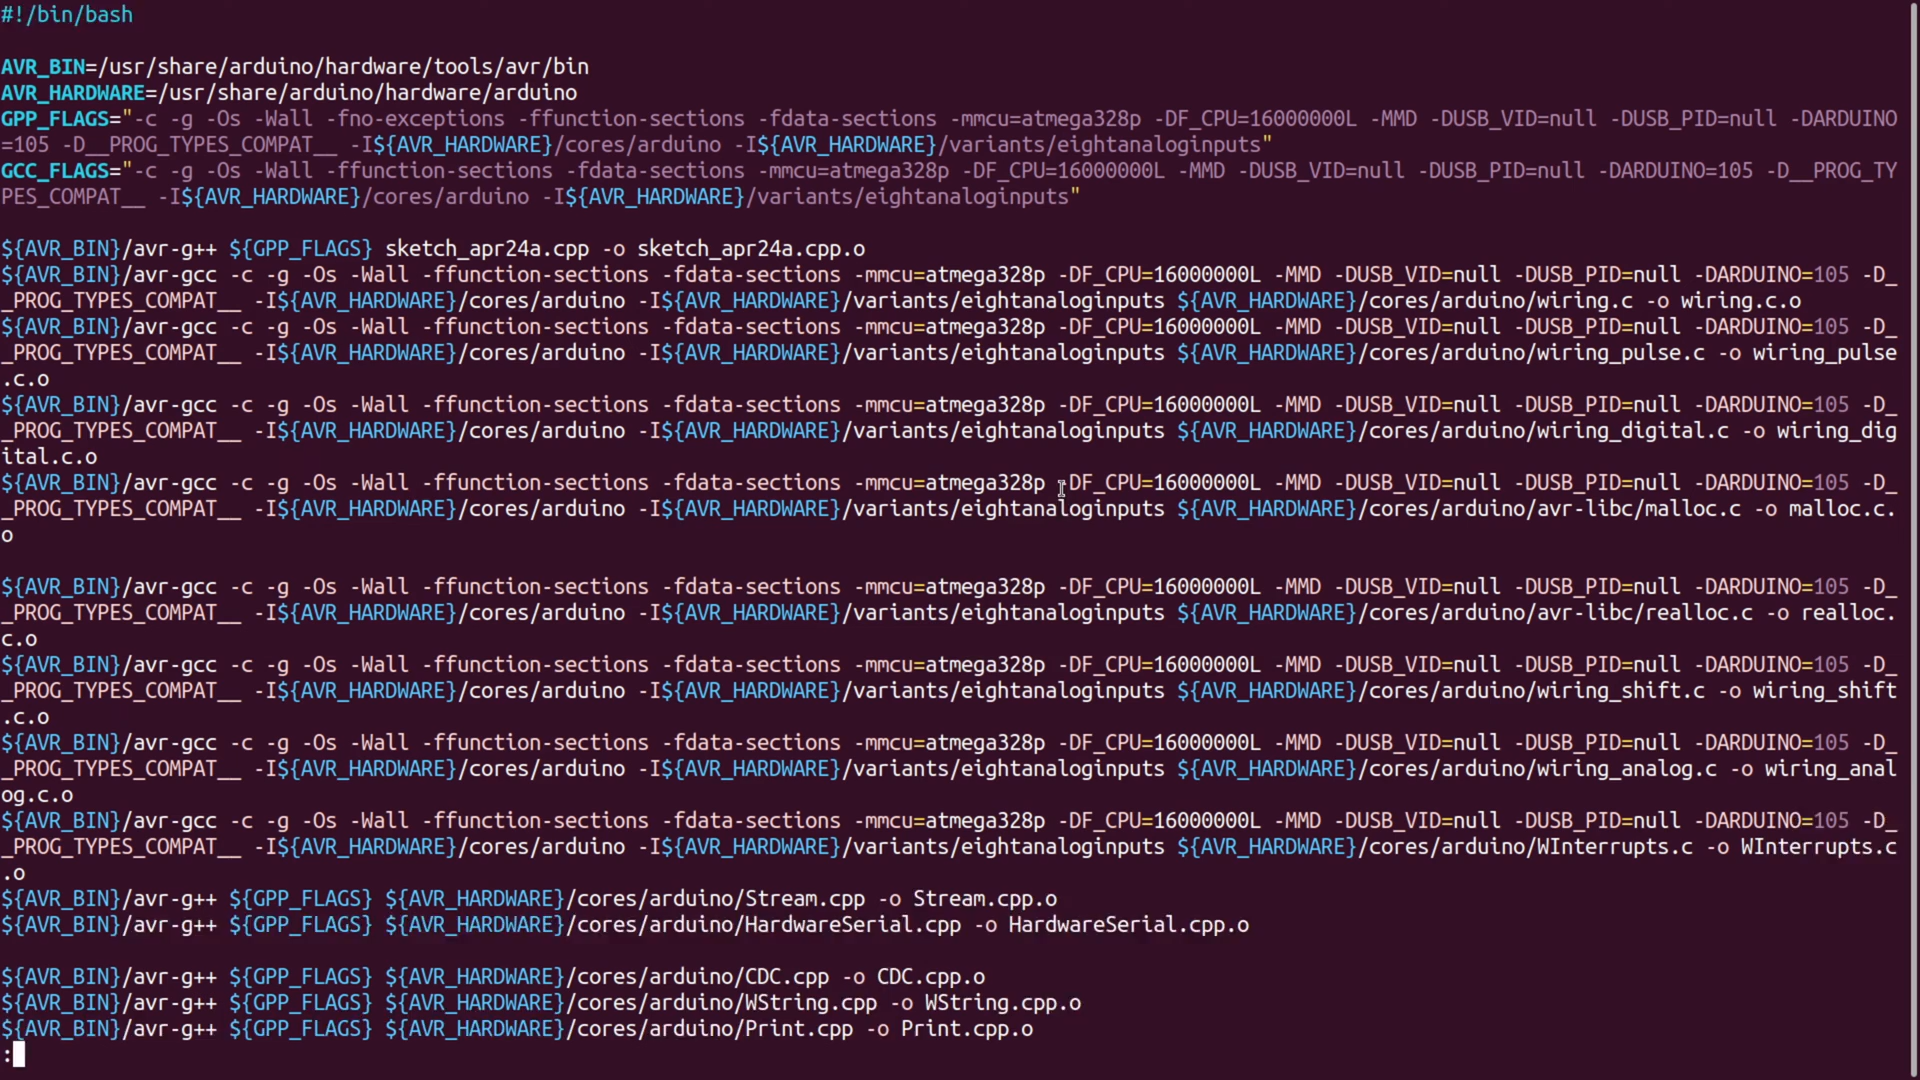 #!/bin/bash
AVR_BIN=/usr/share/arduino/hardware/tools/avr/bin
AVR_HARDWARE=/usr/share/arduino/hardware/arduino
GPP_FLAGS="-c -g -Os -Wall -fno-exceptions -ffunction-sections -fdata-sections -mmcu=atmega328p -DF_CPU=16000000L -MMD -DUSB_VID=null -DUSB_PID=null -DARDUINO
=105 -D__PROG_TYPES_COMPAT__ -I${AVR_HARDWARE}/cores/arduino -I${AVR_HARDWARE}/variants/eightanaloginputs"
GCC_FLAGS="-c -g -Os -Wall -ffunction-sections -fdata-sections -mmcu=atmega328p -DF_CPU=16000000L -MMD -DUSB_VID=null -DUSB_PID=null -DARDUINO=105 -D__PROG_TY
PES_COMPAT__ -I${AVR_HARDWARE}/cores/arduino -I${AVR_HARDWARE}/variants/eightanaloginputs"
${AVR_BIN}/avr-g++ ${GPP_FLAGS} sketch_apr24a.cpp -o sketch_apr24a.cpp.o
${AVR_BIN}/avr-gcc -c -g -Os -Wall -ffunction-sections -fdata-sections -mmcu=atmega328p -DF_CPU=16000000L -MMD -DUSB_VID=null -DUSB_PID=null -DARDUINO=105 -D_
_PROG_TYPES_COMPAT__ -I${AVR_HARDWARE}/cores/arduino -I${AVR_HARDWARE}/variants/eightanaloginputs ${AVR_HARDWARE}/cores/arduino/wiring.c -o wiring.c.o
${AVR_BIN}/avr-gcc -c -g -Os -Wall -ffunction-sections -fdata-sections -mmcu=atmega328p -DF_CPU=16000000L -MMD -DUSB_VID=null -DUSB_PID=null -DARDUINO=105 -D_
_PROG_TYPES_COMPAT__ -I${AVR_HARDWARE}/cores/arduino -I${AVR_HARDWARE}/variants/eightanaloginputs ${AVR_HARDWARE}/cores/arduino/wiring_pulse.c -o wiring_pulse
.c.o
${AVR_BIN}/avr-gcc -c -g -Os -Wall -ffunction-sections -fdata-sections -mmcu=atmega328p -DF_CPU=16000000L -MMD -DUSB_VID=null -DUSB_PID=null -DARDUINO=105 -D_
_PROG_TYPES_COMPAT__ -I${AVR_HARDWARE}/cores/arduino -I${AVR_HARDWARE}/variants/eightanaloginputs ${AVR_HARDWARE}/cores/arduino/wiring_digital.c -o wiring_dig
ital.c.o
${AVR_BIN}/avr-gcc -c -g -Os -Wall -ffunction-sections -fdata-sections -mmcu=atmega328p -DF_CPU=16000000L -MMD -DUSB_VID=null -DUSB_PID=null -DARDUINO=105 -D_
_PROG_TYPES_COMPAT__ -I${AVR_HARDWARE}/cores/arduino -I${AVR_HARDWARE}/variants/eightanaloginputs ${AVR_HARDWARE}/cores/arduino/avr-libc/malloc.c -o malloc.c.
o
${AVR_BIN}/avr-gcc -c -g -Os -Wall -ffunction-sections -fdata-sections -mmcu=atmega328p -DF_CPU=16000000L -MMD -DUSB_VID=null -DUSB_PID=null -DARDUINO=105 -D_
_PROG_TYPES_COMPAT__ -I${AVR_HARDWARE}/cores/arduino -I${AVR_HARDWARE}/variants/eightanaloginputs ${AVR_HARDWARE}/cores/arduino/avr-libc/realloc.c -o realloc.
c.o
${AVR_BIN}/avr-gcc -c -g -Os -Wall -ffunction-sections -fdata-sections -mmcu=atmega328p -DF_CPU=16000000L -MMD -DUSB_VID=null -DUSB_PID=null -DARDUINO=105 -D_
_PROG_TYPES_COMPAT__ -I${AVR_HARDWARE}/cores/arduino -I${AVR_HARDWARE}/variants/eightanaloginputs ${AVR_HARDWARE}/cores/arduino/wiring_shift.c -o wiring_shift
.c.o
${AVR_BIN}/avr-gcc -c -g -Os -Wall -ffunction-sections -fdata-sections -mmcu=atmega328p -DF_CPU=16000000L -MMD -DUSB_VID=null -DUSB_PID=null -DARDUINO=105 -D_
_PROG_TYPES_COMPAT__ -I${AVR_HARDWARE}/cores/arduino -I${AVR_HARDWARE}/variants/eightanaloginputs ${AVR_HARDWARE}/cores/arduino/wiring_analog.c -o wiring_anal
og.c.o
${AVR_BIN}/avr-gcc -c -g -Os -Wall -ffunction-sections -fdata-sections -mmcu=atmega328p -DF_CPU=16000000L -MMD -DUSB_VID=null -DUSB_PID=null -DARDUINO=105 -D_
_PROG_TYPES_COMPAT__ -I${AVR_HARDWARE}/cores/arduino -I${AVR_HARDWARE}/variants/eightanaloginputs ${AVR_HARDWARE}/cores/arduino/WInterrupts.c -o WInterrupts.c
.o
${AVR_BIN}/avr-g++ ${GPP_FLAGS} ${AVR_HARDWARE}/cores/arduino/Stream.cpp -o Stream.cpp.o
${AVR_BIN}/avr-g++ ${GPP_FLAGS} ${AVR_HARDWARE}/cores/arduino/HardwareSerial.cpp -o HardwareSerial.cpp.o
${AVR_BIN}/avr-g++ ${GPP_FLAGS} ${AVR_HARDWARE}/cores/arduino/CDC.cpp -o CDC.cpp.o
${AVR_BIN}/avr-g++ ${GPP_FLAGS} ${AVR_HARDWARE}/cores/arduino/WString.cpp -o WString.cpp.o
${AVR_BIN}/avr-g++ ${GPP_FLAGS} ${AVR_HARDWARE}/cores/arduino/Print.cpp -o Print.cpp.o
: